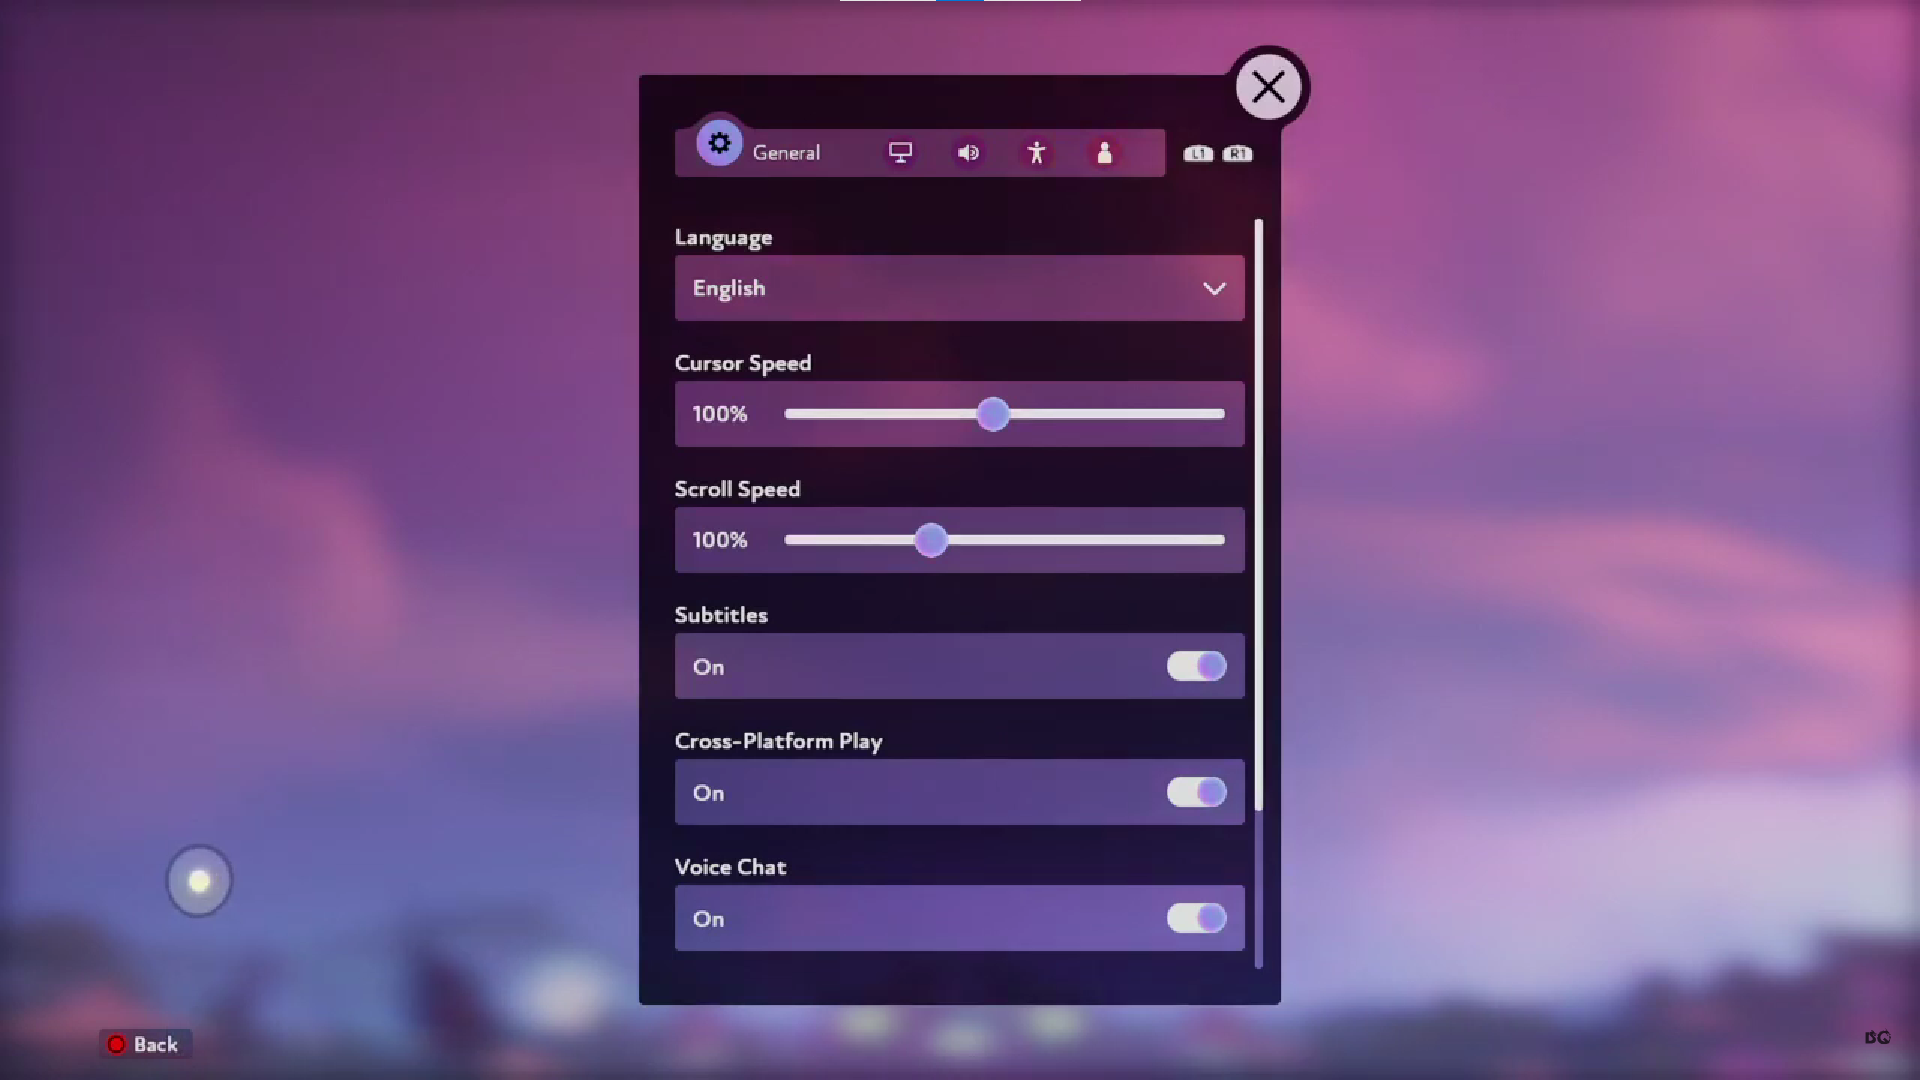 General
L1 R1
Language
English
Cursor Speed
100%
Scroll Speed
100%
Subtitles
On
Cross-Platform Play
On
Voice Chat
On
Back